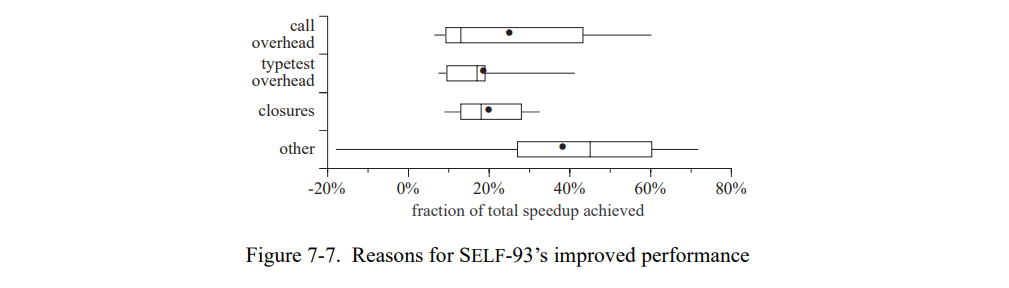 call
overhead
typetest
overhead
closures
other
-20% 0% 20% 40% 60% 80%
fraction of total speedup achieved
Figure 7-7. Reasons for SELF-93’s improved performance